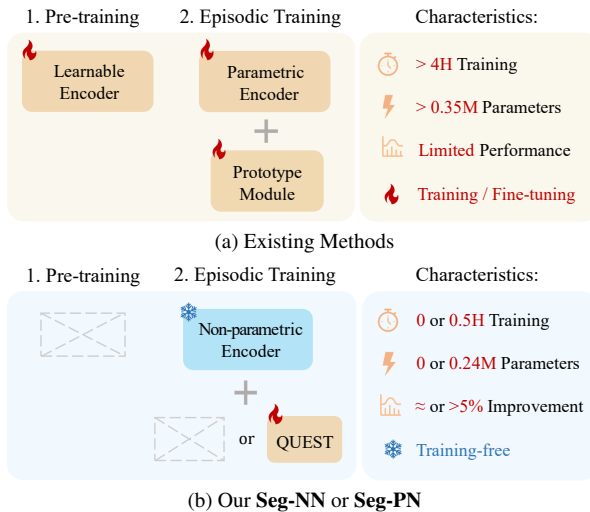 1. Pre-training
2. Episodic Training
Characteristics:
Learnable
Encoder
Parametric
Encoder
+
Prototype
Module
> 4H Training
> 0.35M Parameters
Limited Performance
Training / Fine-tuning
(a) Existing Methods
1. Pre-training
2. Episodic Training
Characteristics:
Non-parametric
Encoder
+
or
QUEST
0 or 0.5H Training
0 or 0.24M Parameters
≈ or >5% Improvement
Training-free
(b) Our Seg-NN or Seg-PN